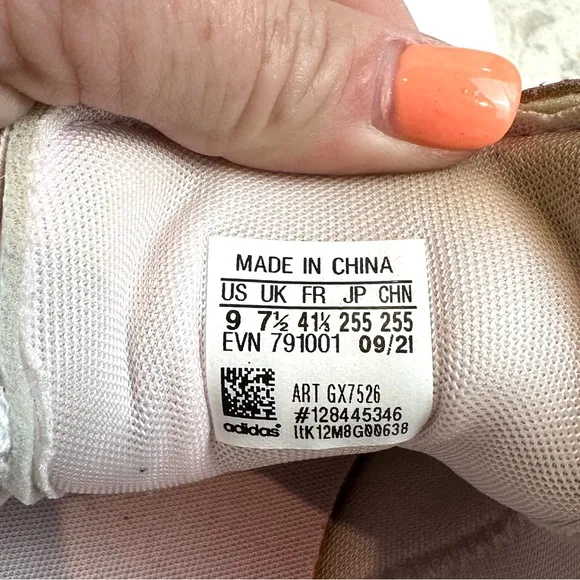 MADE IN CHINA
US UK FR JP CHN
9 7½ 41⅓ 255 255
EVN 791001 09/21
ART GX7526
#128445346
adidas® ItK12M8G00638